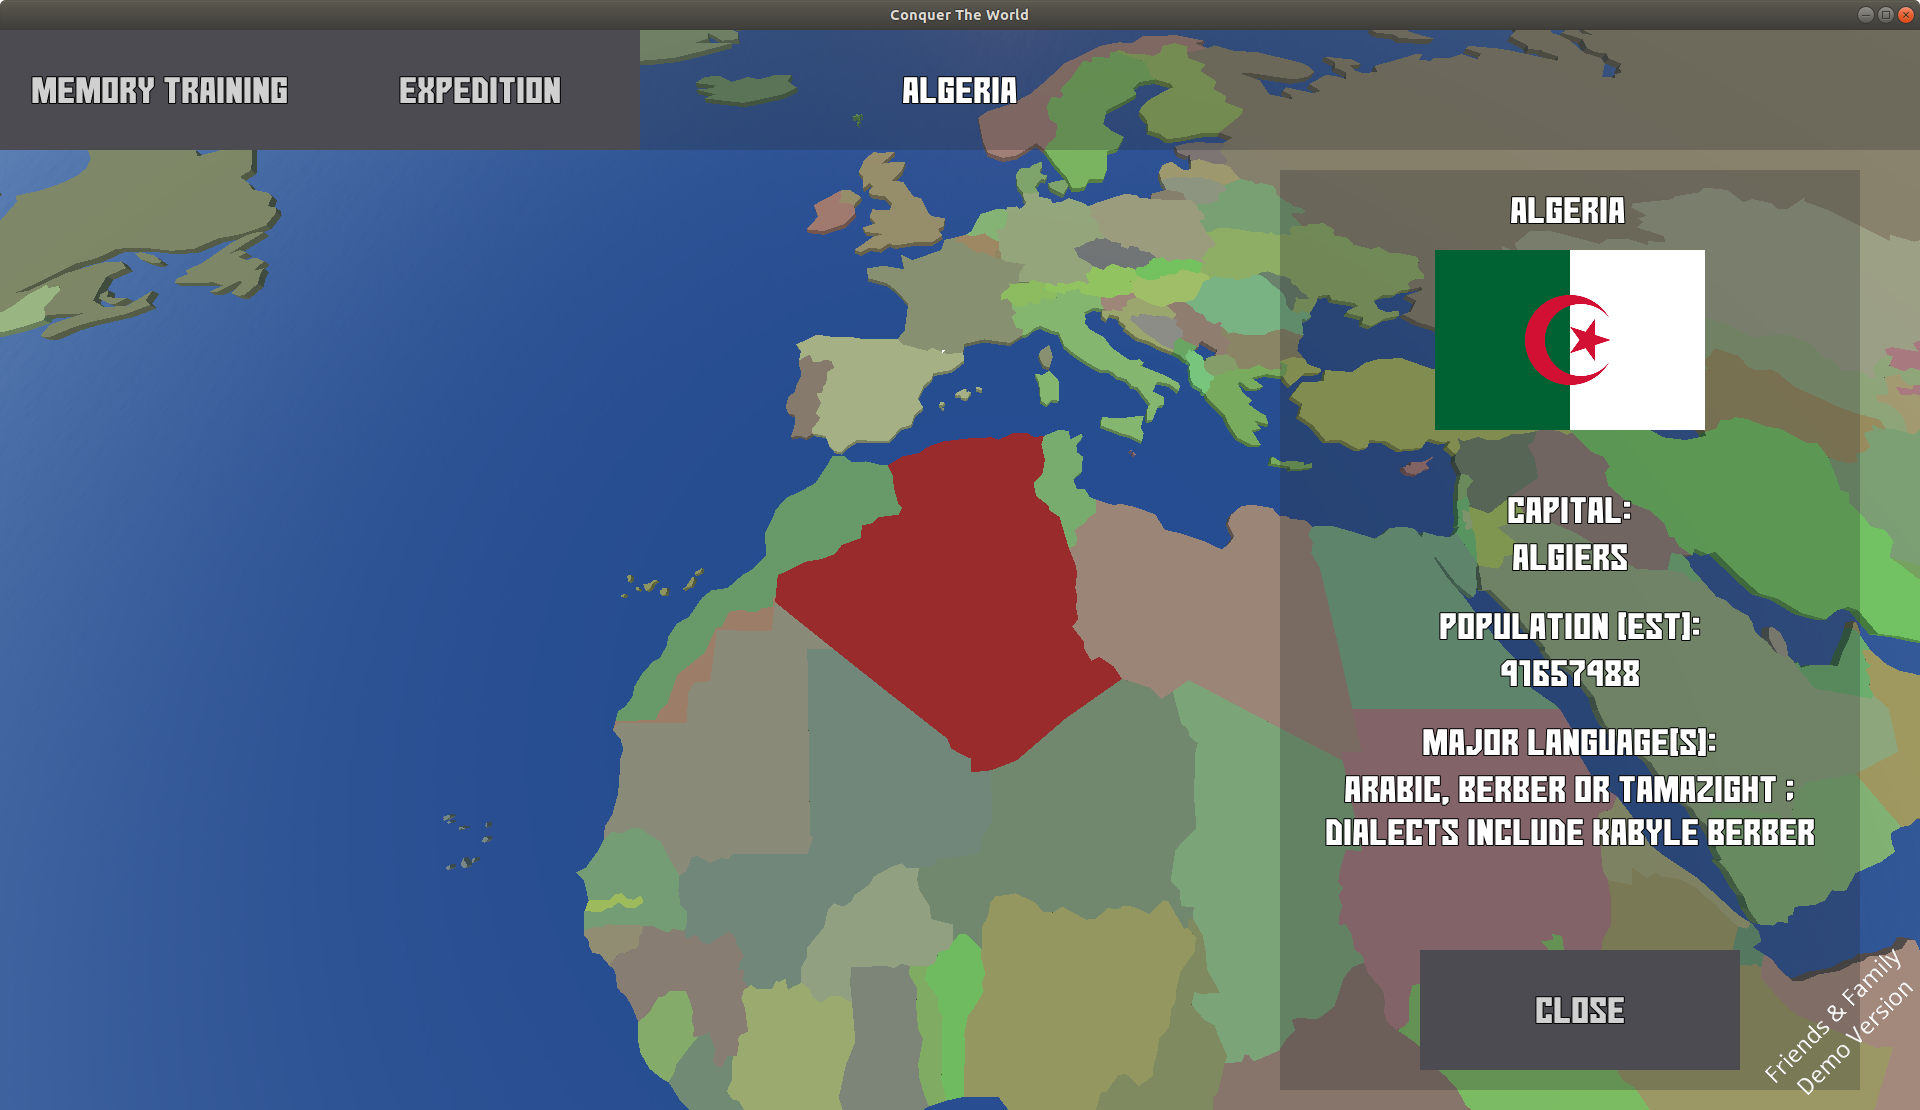 Conquer The World
MEMORY TRAINING
EXPEDITION
ALGERIA
ALGERIA
CAPITAL:
ALGIERS
POPULATION [EST]:
41657488
MAJOR LANGUAGE[S]:
ARABIC, BERBER OR TAMAZIGHT ;
DIALECTS INCLUDE KABYLE BERBER
CLOSE
Friends & Family
Demo Version